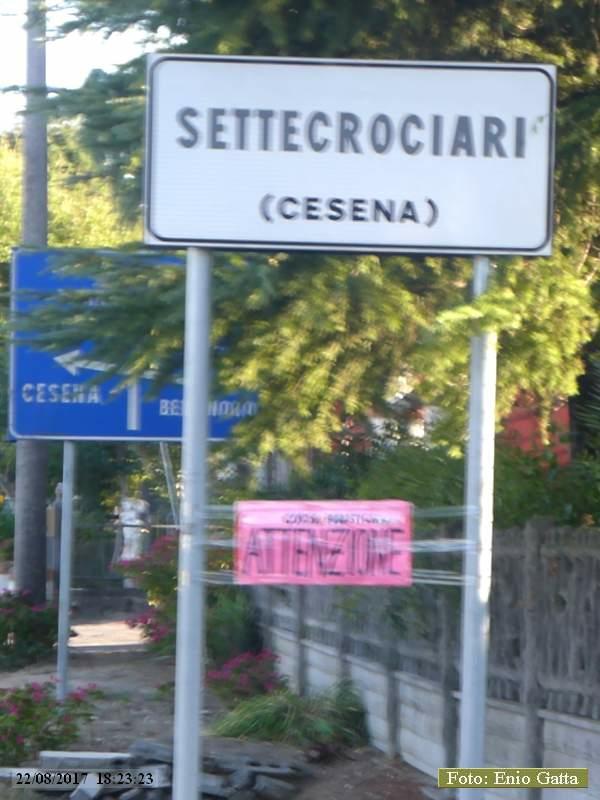 SETTECROCIARI
(CESENA)
CESENA
ATTENZIONE
22/08/2017 18:23:23
Foto: Enio Gatta